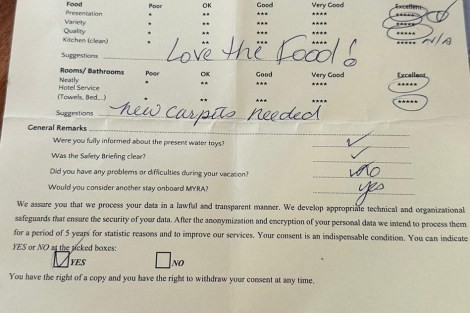 Food Poor OK Good Very Good Excellent
Presentation * ** *** **** *****
Variety * ** *** **** *****
Quality * ** *** **** *****
Kitchen (clean) * ** *** **** ***** N/A
Suggestions Love the Food!
Rooms/ Bathrooms Poor OK Good Very Good Excellent
Neatly * ** *** **** *****
Hotel Service
(Towels, Bed...) * ** *** **** *****
Suggestions new carpets needed
General Remarks
Were you fully informed about the present water toys? ✓
Was the Safety Briefing clear? ✓
Did you have any problems or difficulties during your vacation? NO
Would you consider another stay onboard MYRA? yes
We assure you that we process your data in a lawful and transparent manner. We develop appropriate technical and organizational
safeguards that ensure the security of your data. After the anonymization and encryption of your personal data we intend to process them
for a period of 5 years for statistic reasons and to improve our services. Your consent is an indispensable condition. You can indicate
YES or NO at the ticked boxes:
☑ YES ☐ NO
You have the right of a copy and you have the right to withdraw your consent at any time.